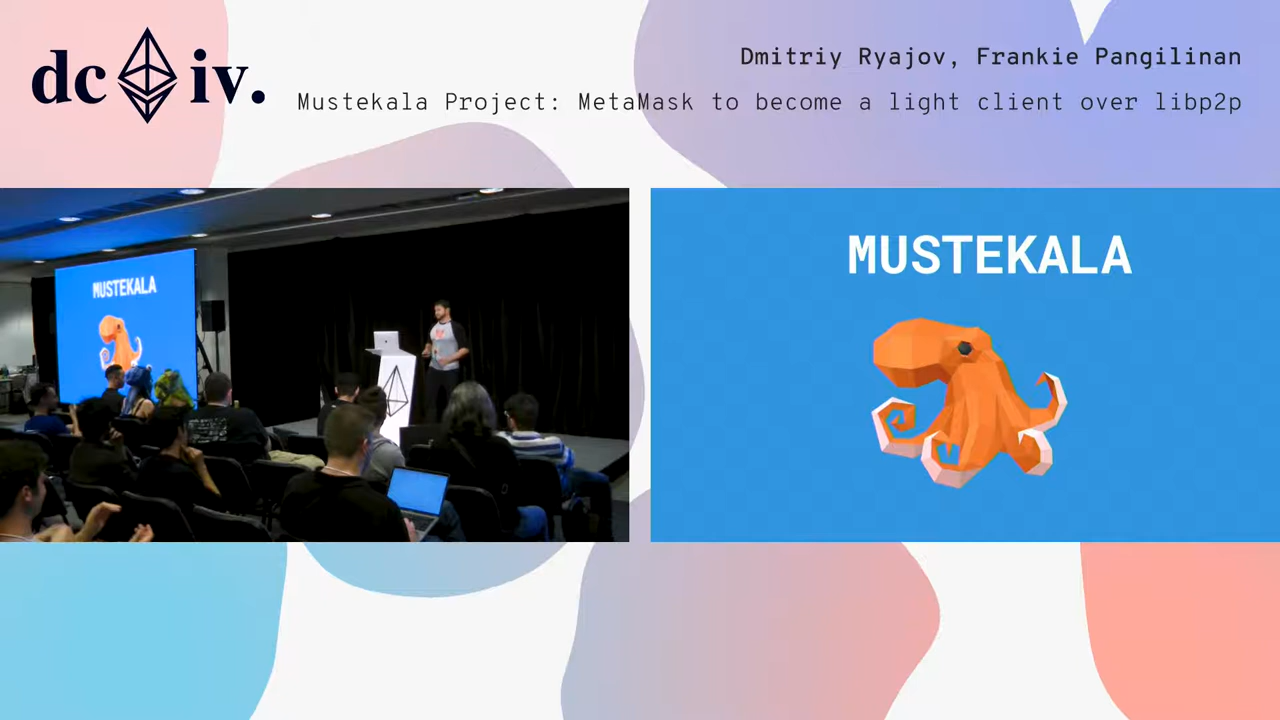 dc iv.
Dmitriy Ryajov, Frankie Pangilinan
Mustekala Project: MetaMask to become a light client over libp2p
MUSTEKALA
MUSTEKALA